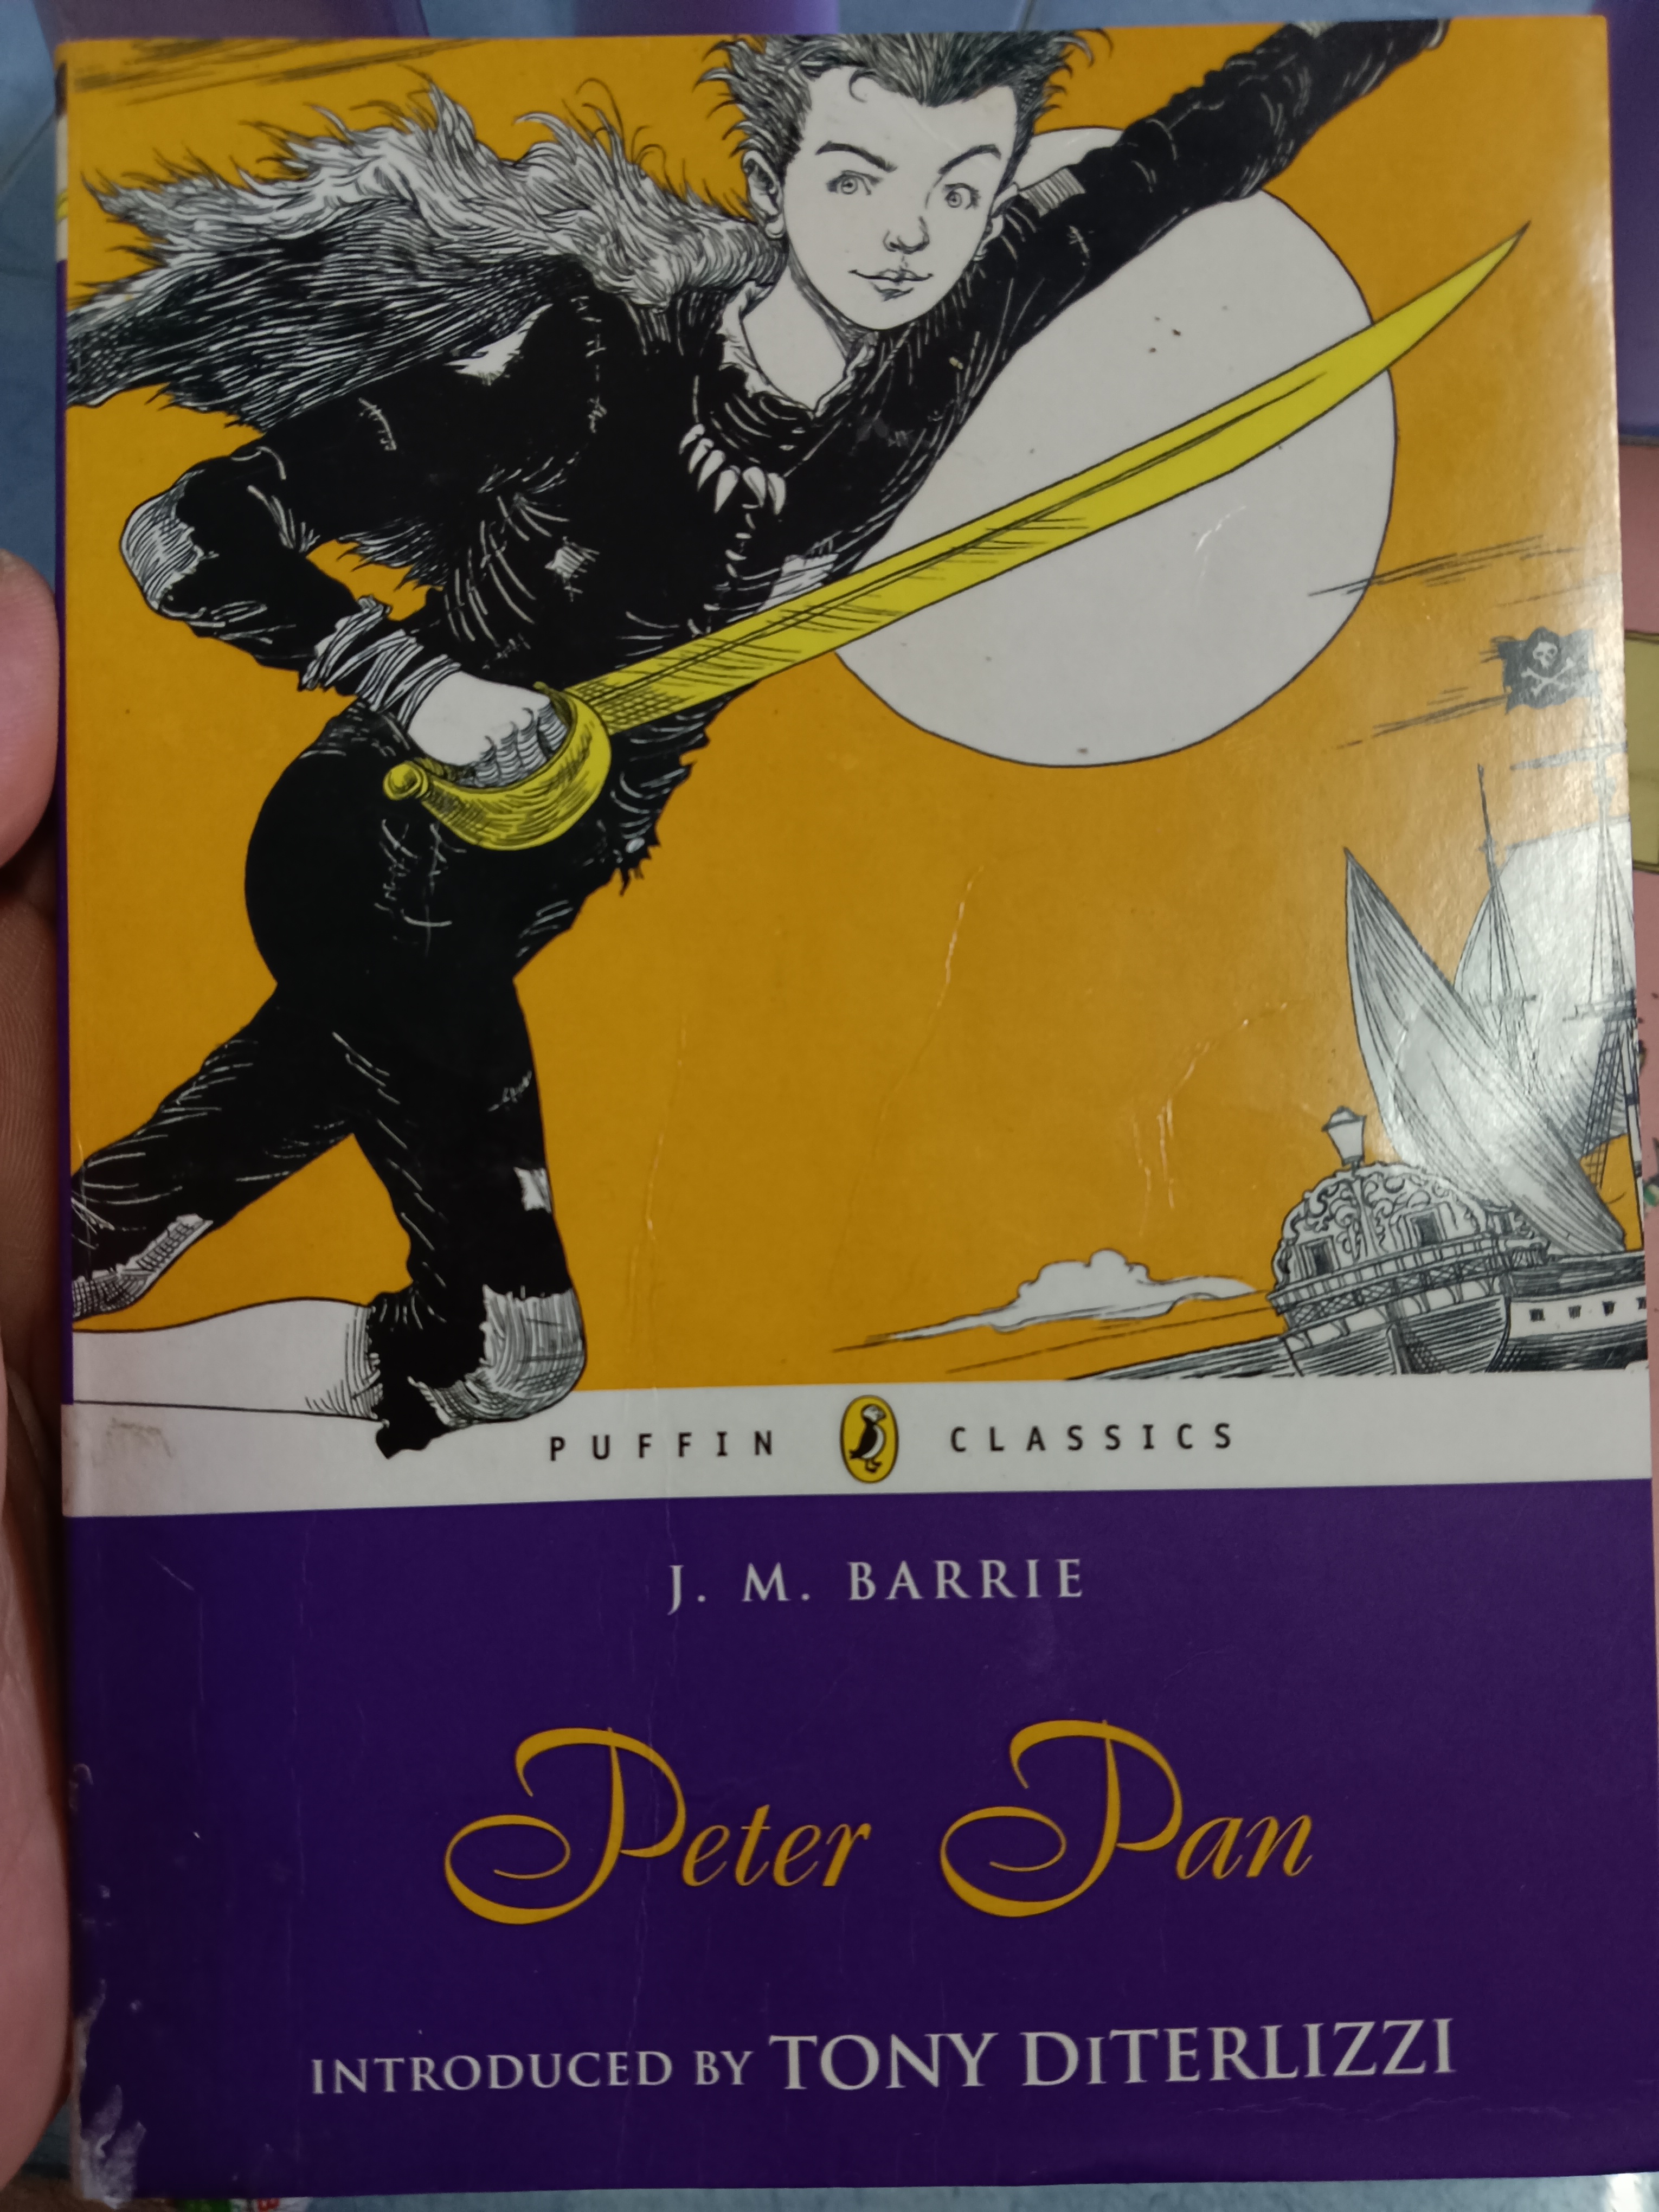 PUFFIN CLASSICS
J. M. BARRIE
Peter Pan
INTRODUCED BY TONY DiTERLIZZI